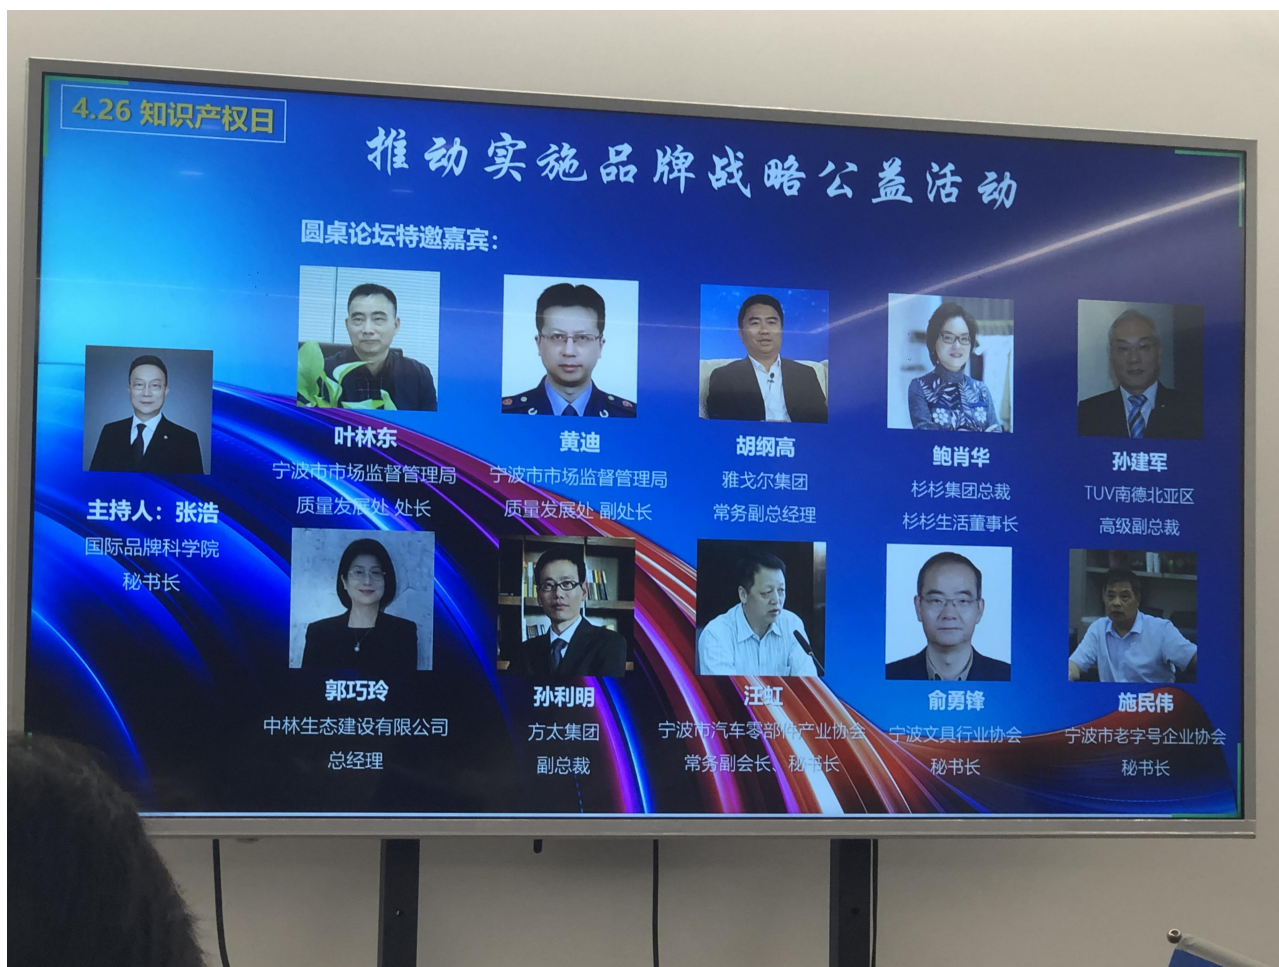 4.26 知识产权日
推动实施品牌战略公益活动
圆桌论坛特邀嘉宾：
主持人：张浩
国际品牌科学院
秘书长
叶林东
宁波市市场监督管理局
质量发展处 处长
黄迪
宁波市市场监督管理局
质量发展处 副处长
胡纲高
雅戈尔集团
常务副总经理
鲍肖华
杉杉集团总裁
杉杉生活董事长
孙建军
TUV南德北亚区
高级副总裁
郭巧玲
中林生态建设有限公司
总经理
孙利明
方太集团
副总裁
汪虹
宁波市汽车零部件产业协会
常务副会长、秘书长
俞勇锋
宁波文具行业协会
秘书长
施民伟
宁波市老字号企业协会
秘书长